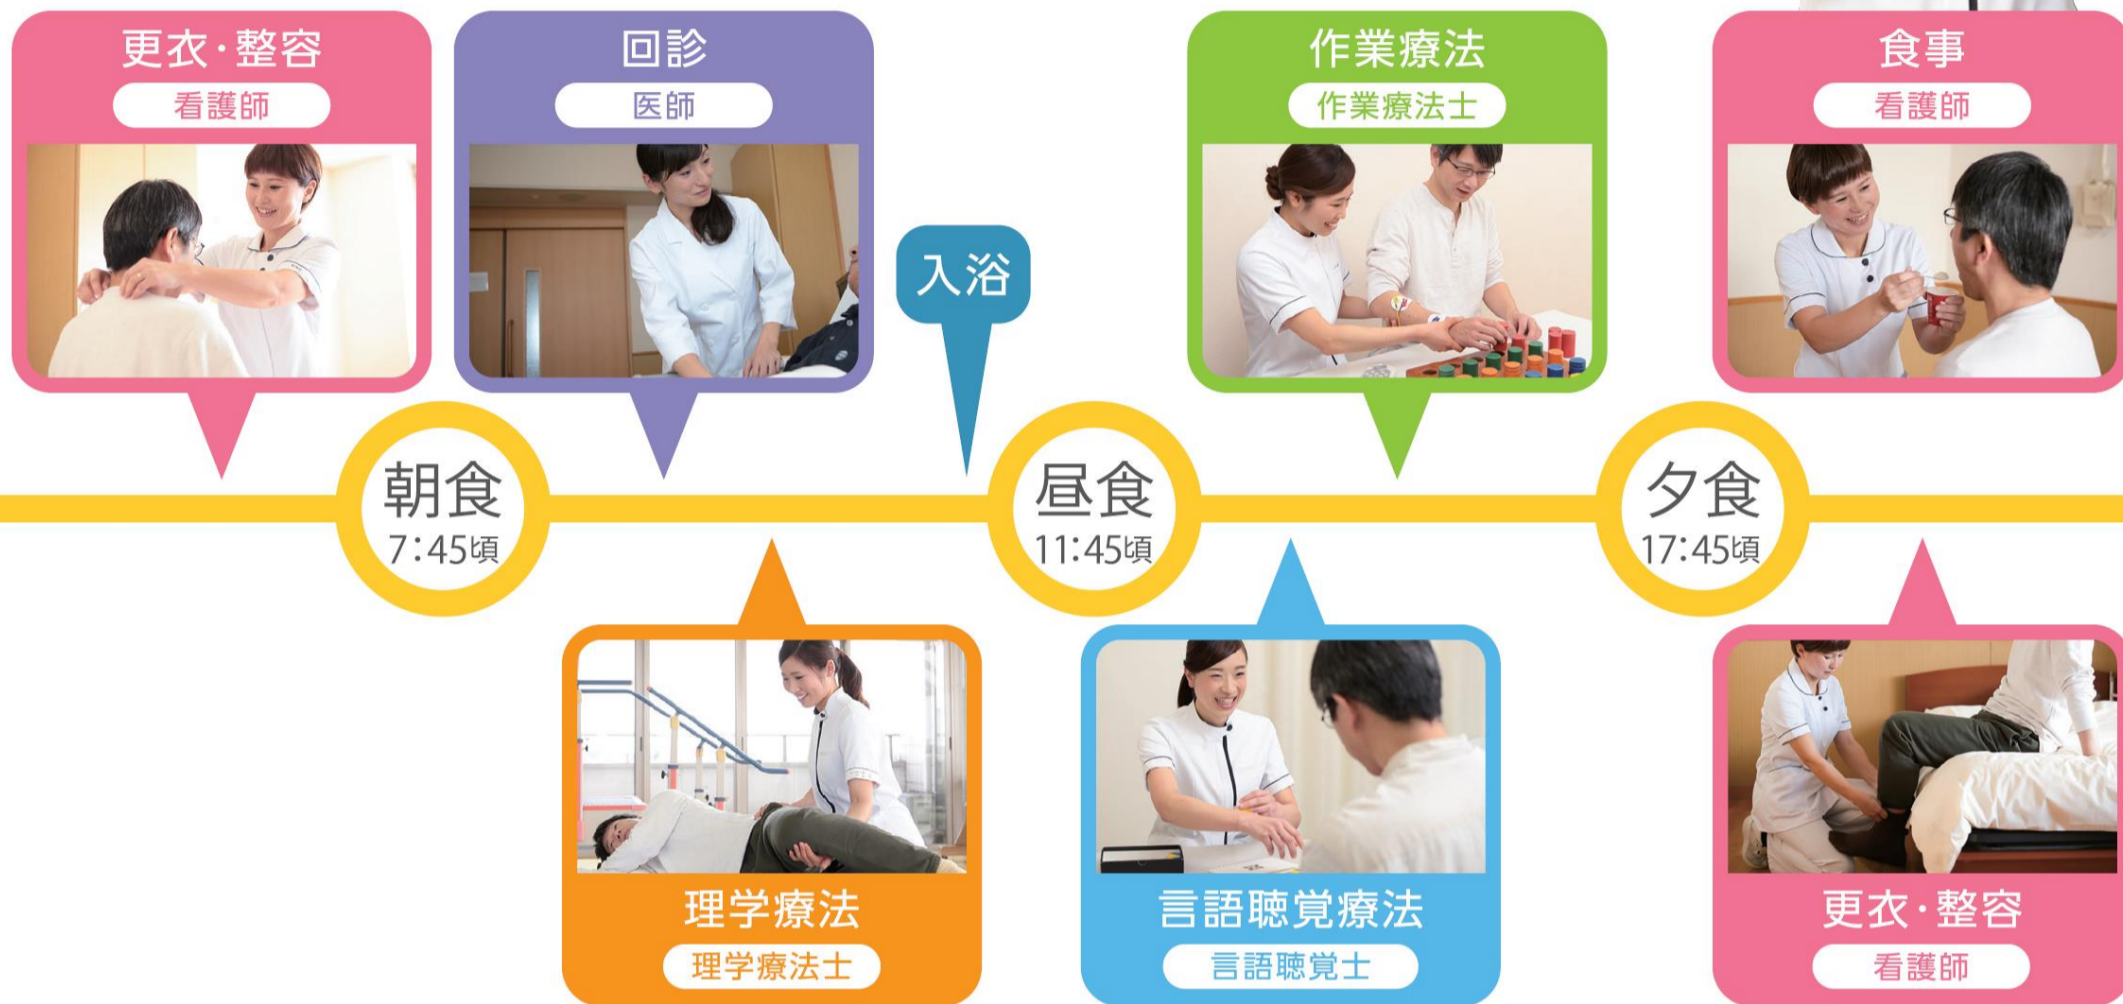 更衣・整容
看護師
回診
医師
入浴
作業療法
作業療法士
食事
看護師
朝食
7:45頃
昼食
11:45頃
夕食
17:45頃
理学療法
理学療法士
言語聴覚療法
言語聴覚士
更衣・整容
看護師